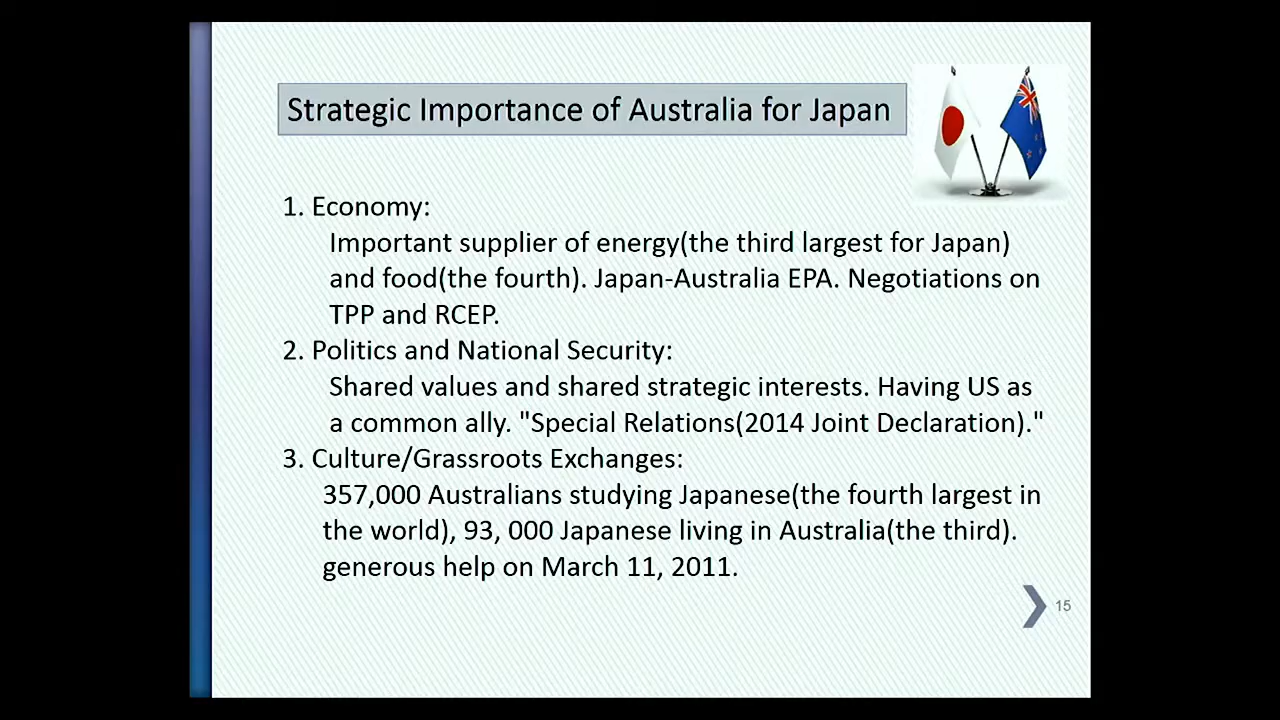 Strategic Importance of Australia for Japan
1. Economy:
Important supplier of energy(the third largest for Japan)
and food(the fourth). Japan-Australia EPA. Negotiations on
TPP and RCEP.
2. Politics and National Security:
Shared values and shared strategic interests. Having US as
a common ally. "Special Relations(2014 Joint Declaration)."
3. Culture/Grassroots Exchanges:
357,000 Australians studying Japanese(the fourth largest in
the world), 93, 000 Japanese living in Australia(the third).
generous help on March 11, 2011.
15